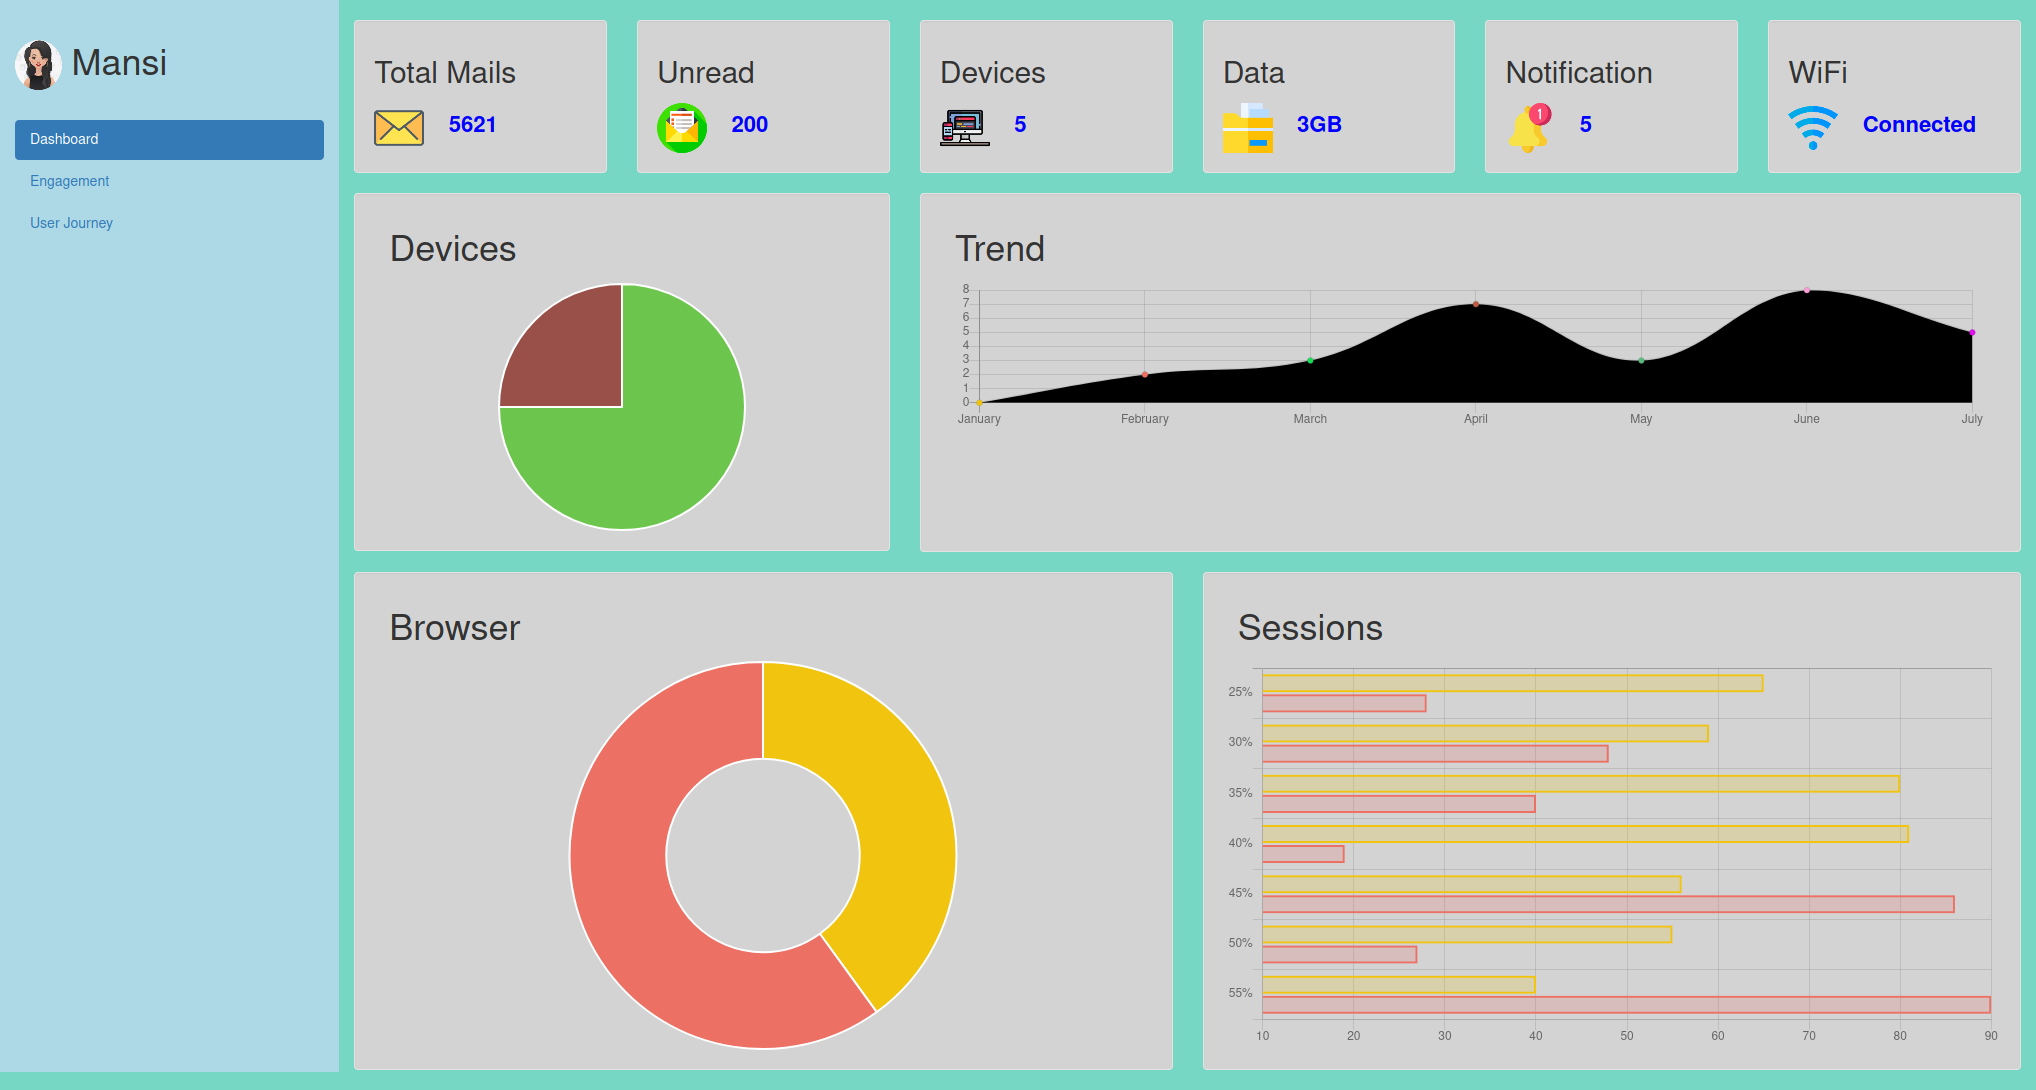 Mansi
Dashboard
Engagement
User Journey
Total Mails
5621
Unread
200
Devices
5
Data
3GB
Notification
1
5
WiFi
Connected
Devices
Trend
8
7
6
5
4
3
2
1
0
January February March April May June July
Browser
Sessions
25%
30%
35%
40%
45%
50%
55%
10 20 30 40 50 60 70 80 90